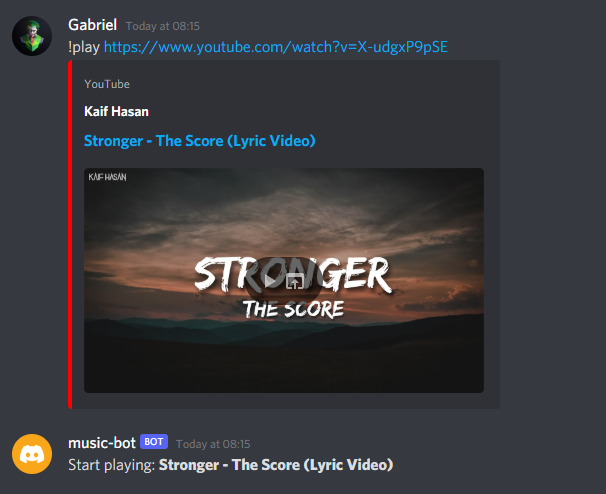 Gabriel Today at 08:15
!play https://www.youtube.com/watch?v=X-udgxP9pSE
YouTube
Kaif Hasan
Stronger - The Score (Lyric Video)
KAIF HASAN
STRONGER
THE SCORE
music-bot BOT Today at 08:15
Start playing: Stronger - The Score (Lyric Video)